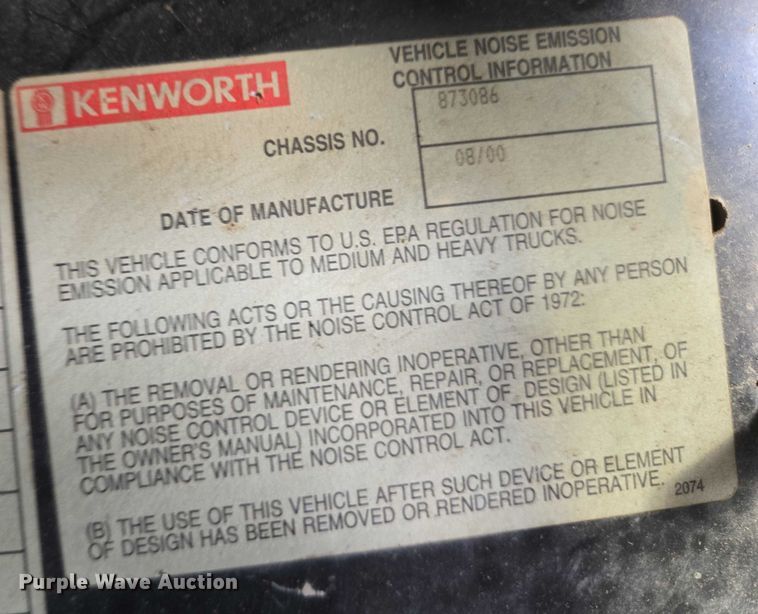 KENWORTH
VEHICLE NOISE EMISSION
CONTROL INFORMATION
CHASSIS NO. 873086
DATE OF MANUFACTURE 08/00
THIS VEHICLE CONFORMS TO U.S. EPA REGULATION FOR NOISE
EMISSION APPLICABLE TO MEDIUM AND HEAVY TRUCKS.
THE FOLLOWING ACTS OR THE CAUSING THEREOF BY ANY PERSON
ARE PROHIBITED BY THE NOISE CONTROL ACT OF 1972:
(A) THE REMOVAL OR RENDERING INOPERATIVE, OTHER THAN
FOR PURPOSES OF MAINTENANCE, REPAIR, OR REPLACEMENT, OF
ANY NOISE CONTROL DEVICE OR ELEMENT OF DESIGN (LISTED IN
THE OWNER'S MANUAL) INCORPORATED INTO THIS VEHICLE IN
COMPLIANCE WITH THE NOISE CONTROL ACT.
(B) THE USE OF THIS VEHICLE AFTER SUCH DEVICE OR ELEMENT
OF DESIGN HAS BEEN REMOVED OR RENDERED INOPERATIVE.
2074
Purple Wave Auction